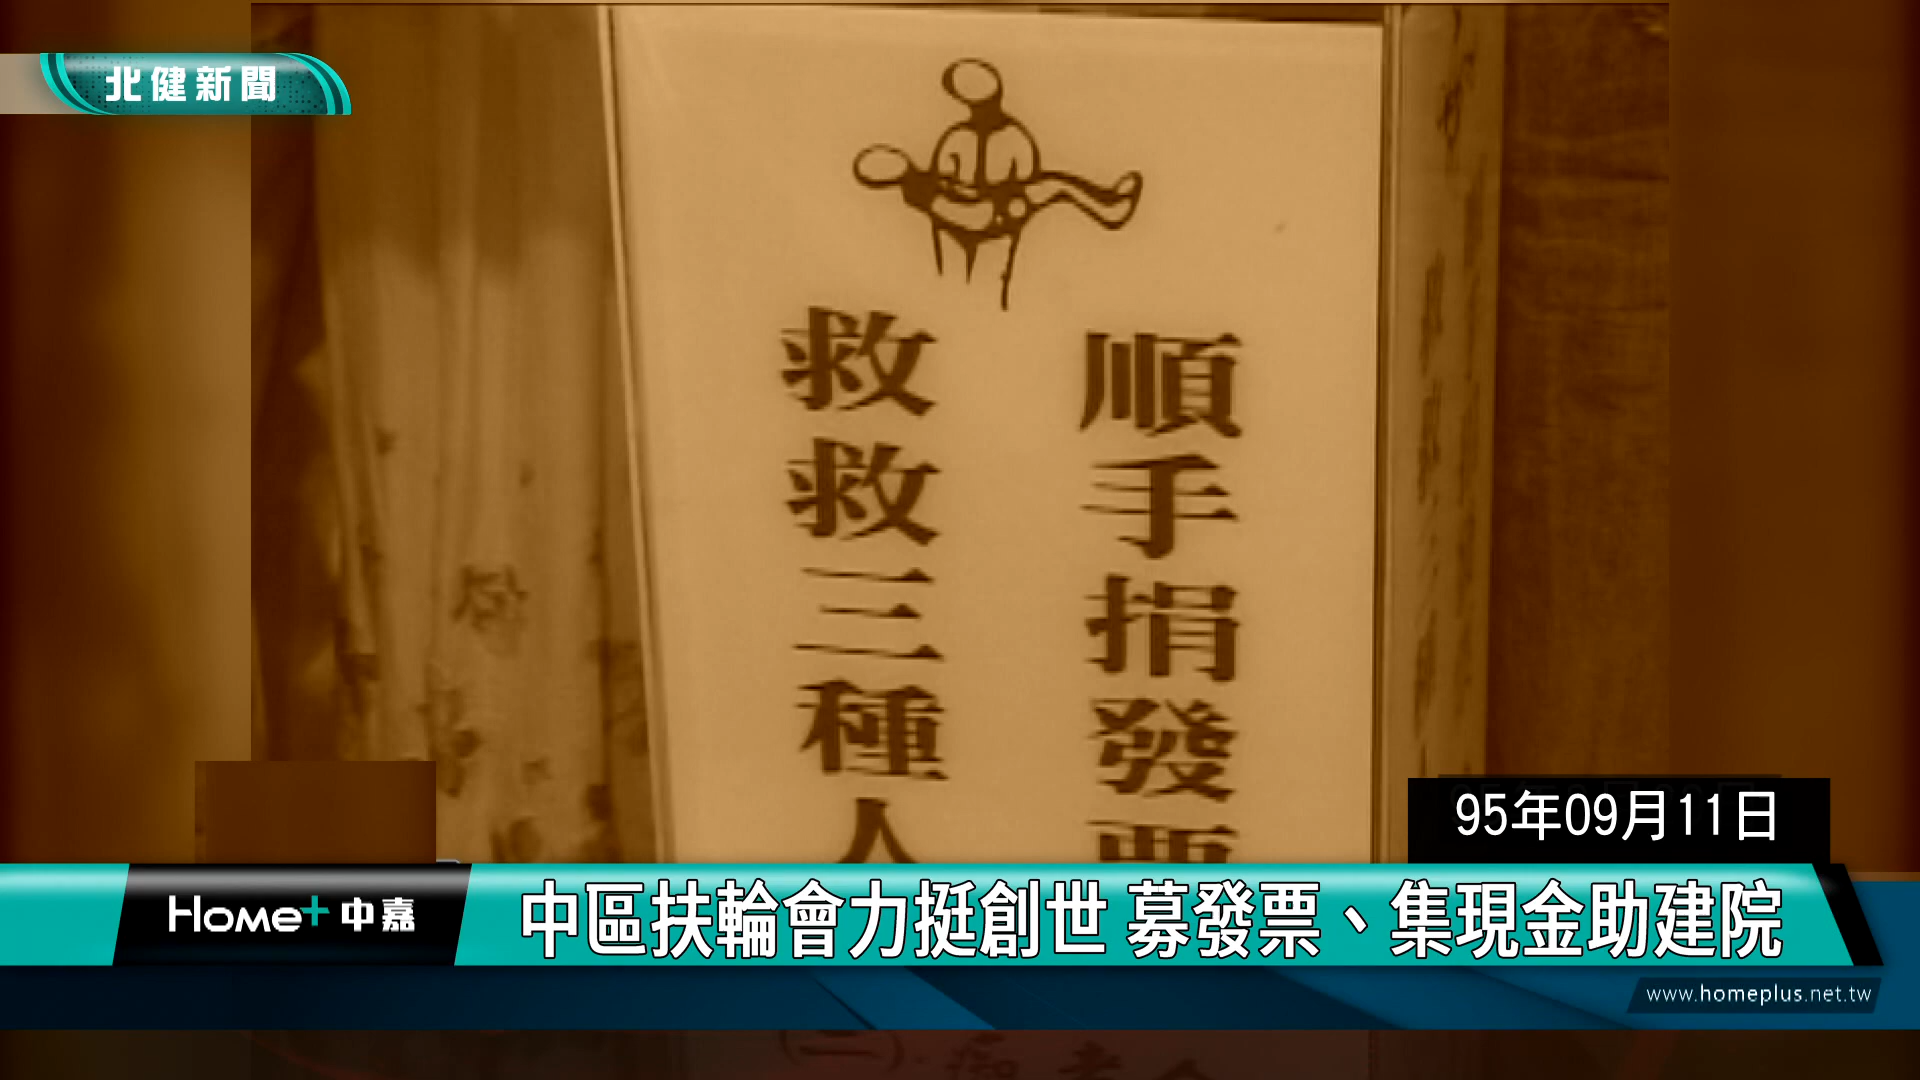 北健新聞
順手捐發票
救救三種人
95年09月11日
Home+中嘉
中區扶輪會力挺創世 募發票、集現金助建院
www.homeplus.net.tw